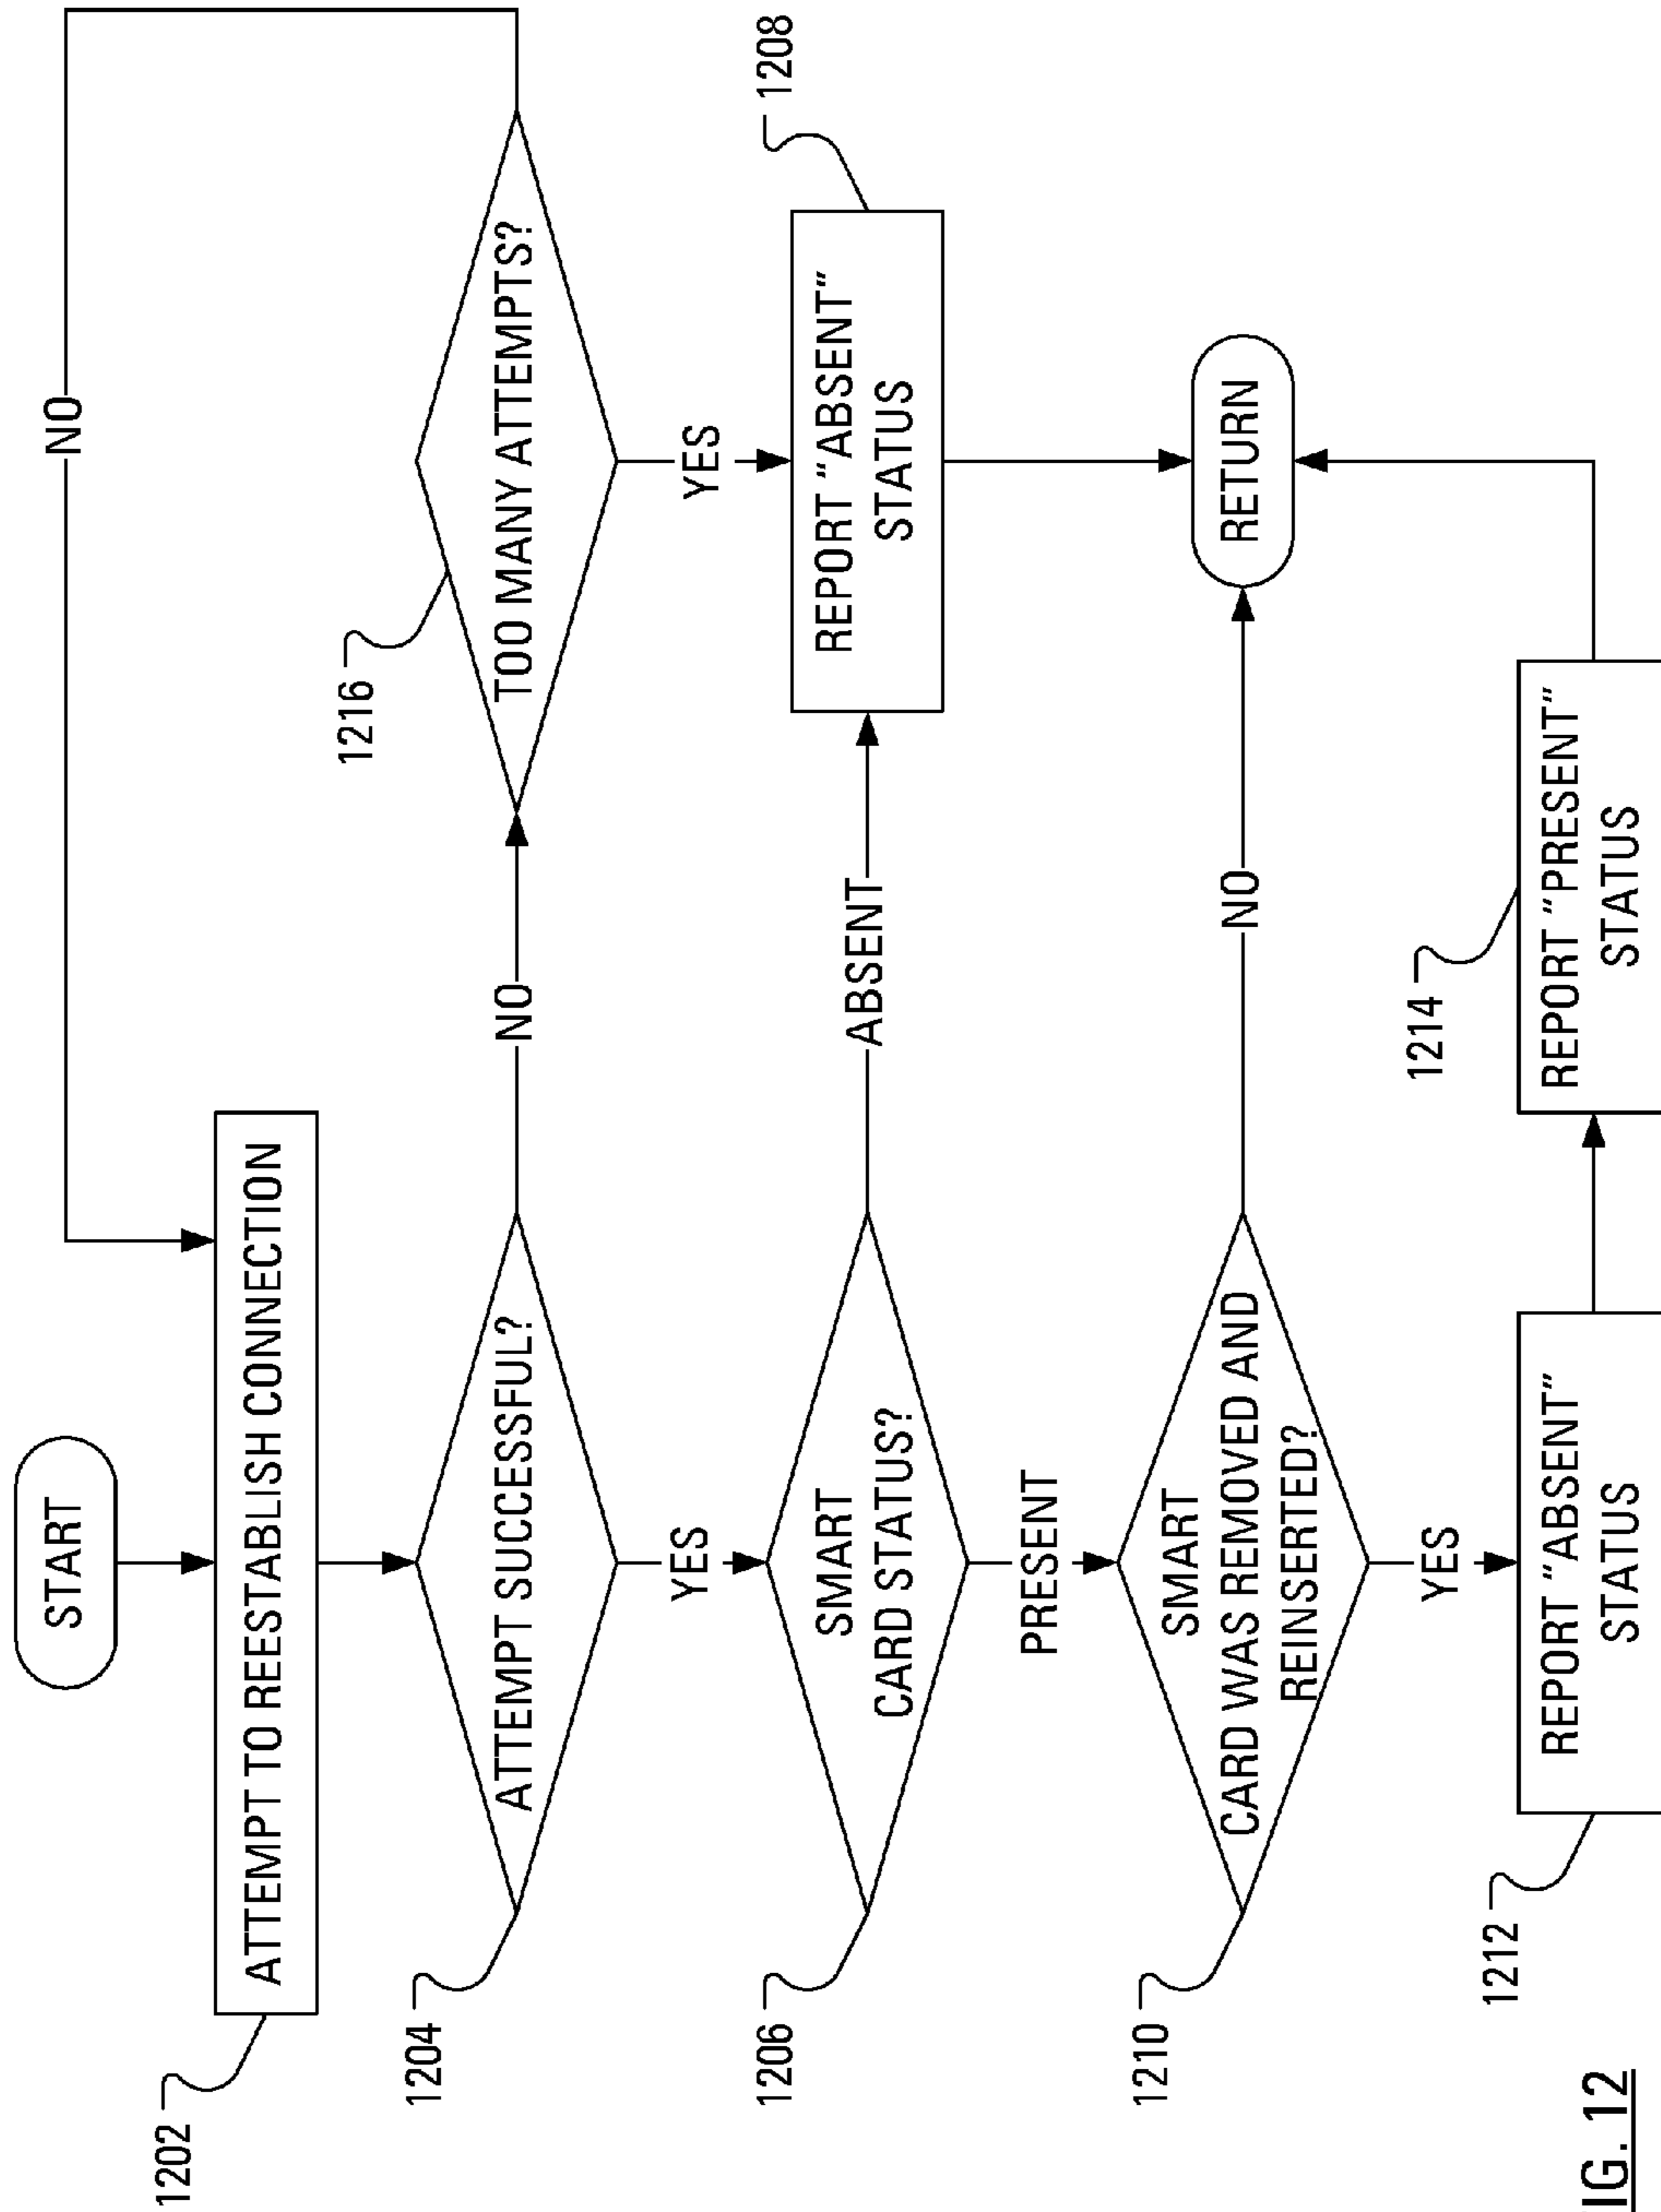 START
NO
1202
ATTEMPT TO REESTABLISH CONNECTION
1204
ATTEMPT SUCCESSFUL?
NO
1216
TOO MANY ATTEMPTS?
YES
YES
1206
SMART
CARD STATUS?
ABSENT
1208
REPORT "ABSENT"
STATUS
PRESENT
1210
SMART
CARD WAS REMOVED AND
REINSERTED?
NO
RETURN
YES
1212
REPORT "ABSENT"
STATUS
1214
REPORT "PRESENT"
STATUS
IG. 12